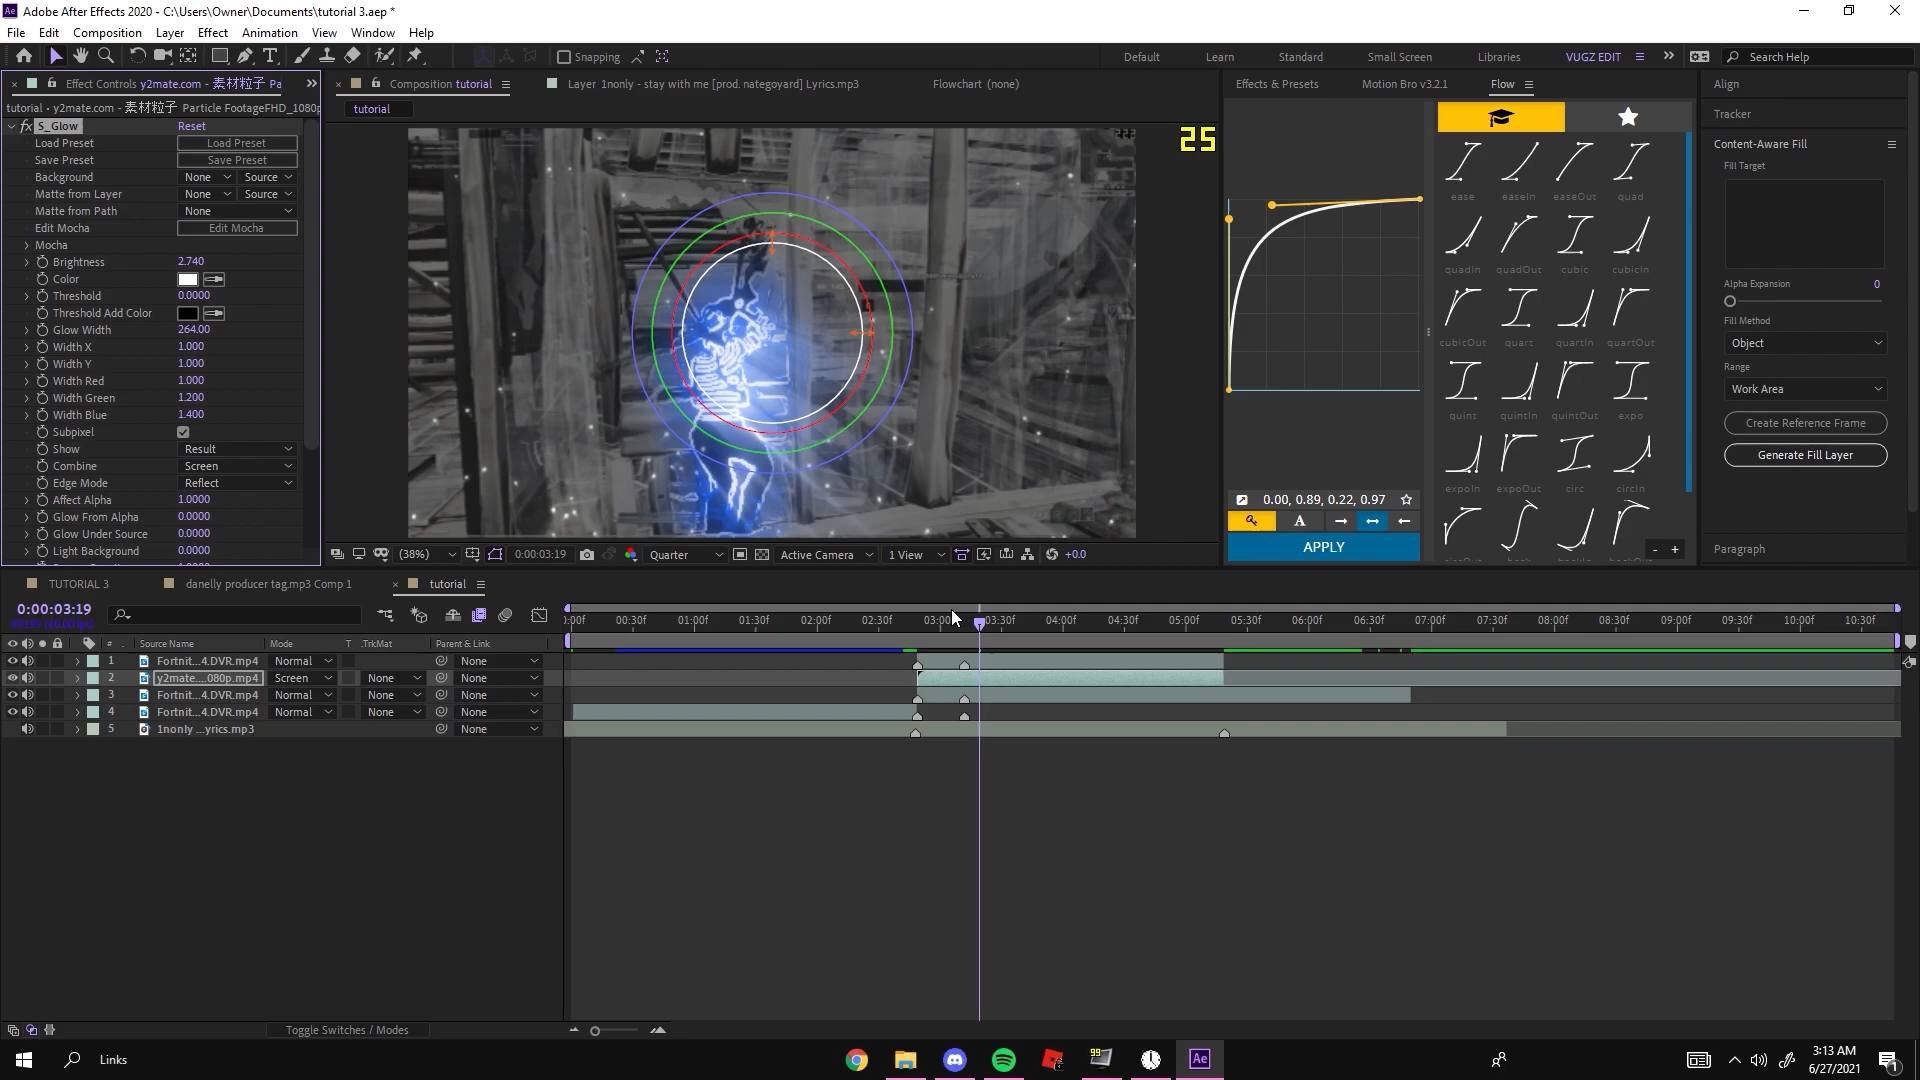 Adobe After Effects 2020 - C:\Users\Owner\Documents\tutorial 3.aep *
File Edit Composition Layer Effect Animation View Window Help
Snapping
Default Learn Standard Small Screen Libraries VUGZ EDIT Search Help
Effect Controls y2mate.com - 素材粒子 Pa
tutorial • y2mate.com - 素材粒子 Particle FootageFHD_1080p
S_Glow Reset
Load Preset Load Preset
Save Preset Save Preset
Background None Source
Matte from Layer None Source
Matte from Path None
Edit Mocha Edit Mocha
Mocha
Brightness 2.740
Color
Threshold 0.0000
Threshold Add Color
Glow Width 264.00
Width X 1.000
Width Y 1.000
Width Red 1.000
Width Green 1.200
Width Blue 1.400
Subpixel
Show Result
Combine Screen
Edge Mode Reflect
Affect Alpha 1.0000
Glow From Alpha 0.0000
Glow Under Source 0.0000
Light Background 0.0000
Composition tutorial
Layer 1nonly - stay with me [prod. nategoyard] Lyrics.mp3
Flowchart (none)
tutorial
25
(38%) 0:00:03:19 Quarter Active Camera 1 View +0.0
Effects & Presets Motion Bro v3.2.1 Flow
ease easeIn easeOut quad
quadIn quadOut cubic cubicIn
cubicOut quart quartIn quartOut
quint quintIn quintOut expo
expoIn expoOut circ circIn
0.00, 0.89, 0.22, 0.97
A
APPLY
- +
Align
Tracker
Content-Aware Fill
Fill Target
Alpha Expansion 0
Fill Method
Object
Range
Work Area
Create Reference Frame
Generate Fill Layer
Paragraph
TUTORIAL 3 danelly producer tag.mp3 Comp 1 tutorial
0:00:03:19
:00f 00:30f 01:00f 01:30f 02:00f 02:30f 03:00f 03:30f 04:00f 04:30f 05:00f 05:30f 06:00f 06:30f 07:00f 07:30f 08:00f 08:30f 09:00f 09:30f 10:00f 10:30f
# Source Name Mode T .TrkMat Parent & Link
1 Fortnit...4.DVR.mp4 Normal None
2 y2mate....080p.mp4 Screen None None
3 Fortnit...4.DVR.mp4 Normal None None
4 Fortnit...4.DVR.mp4 Normal None None
5 1nonly ...yrics.mp3 None
Toggle Switches / Modes
Links
99
Ae
3:13 AM
6/27/2021
1